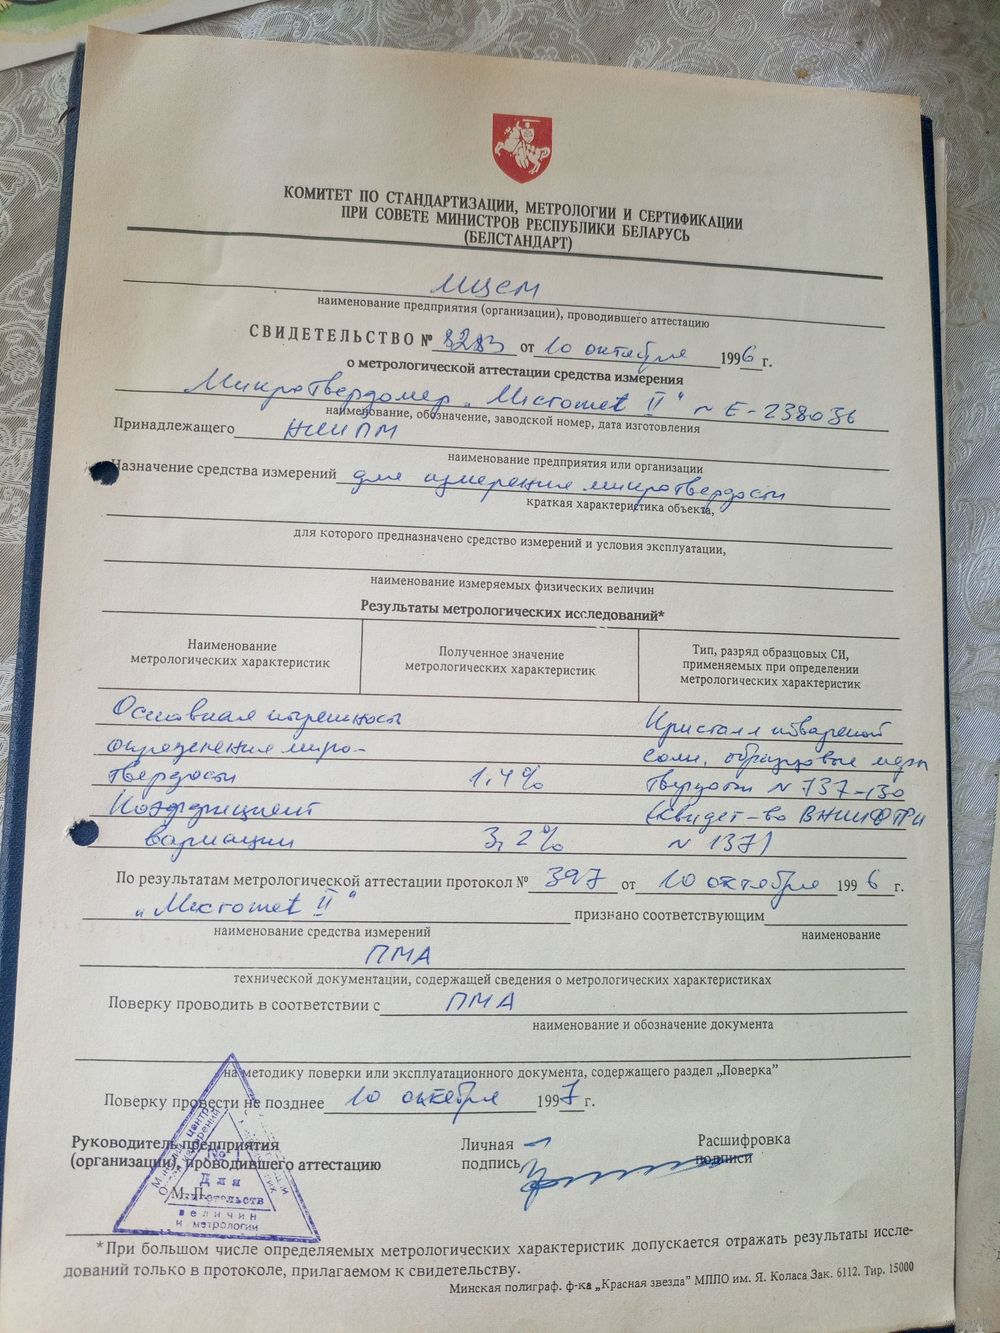 КОМИТЕТ ПО СТАНДАРТИЗАЦИИ, МЕТРОЛОГИИ И СЕРТИФИКАЦИИ
ПРИ СОВЕТЕ МИНИСТРОВ РЕСПУБЛИКИ БЕЛАРУСЬ
(БЕЛСТАНДАРТ)
МЦСМ
наименование предприятия (организации), проводившего аттестацию
СВИДЕТЕЛЬСТВО № 8283 от 10 октября 1996 г.
о метрологической аттестации средства измерения
Микротвердомер „Micromet II“ N E-238036
наименование, обозначение, заводской номер, дата изготовления
Принадлежащего НИИПМ
наименование предприятия или организации
Назначение средства измерений для измерения микротвердости
краткая характеристика объекта,
для которого предназначено средство измерений и условия эксплуатации,
наименование измеряемых физических величин
Результаты метрологических исследований*
Наименование метрологических характеристик
Полученное значение метрологических характеристик
Тип, разряд образцовых СИ, применяемых при определении метрологических характеристик
Основная погрешность Кристалл поваренной
определения микро- соли, образцовые меры
твердости 1,4% твердости N 737-130
Коэффициент (свидет-во ВНИИФТРИ
вариации 3,2% N 137)
По результатам метрологической аттестации протокол № 397 от 10 октября 1996 г.
„Micromet II“ признано соответствующим
наименование средства измерений наименование
ПМА
технической документации, содержащей сведения о метрологических характеристиках
Поверку проводить в соответствии с ПМА
наименование и обозначение документа
на методику поверки или эксплуатационного документа, содержащего раздел „Поверка”
Поверку провести не позднее 10 октября 1997 г.
Руководитель предприятия Личная Расшифровка
(организации), проводившего аттестацию подпись подписи
М. П.
Для
величин
и метрологии
*При большом числе определяемых метрологических характеристик допускается отражать результаты иссле-
дований только в протоколе, прилагаемом к свидетельству.
Минская полиграф. ф-ка „Красная звезда” МППО им. Я. Коласа Зак. 6112. Тир. 15000